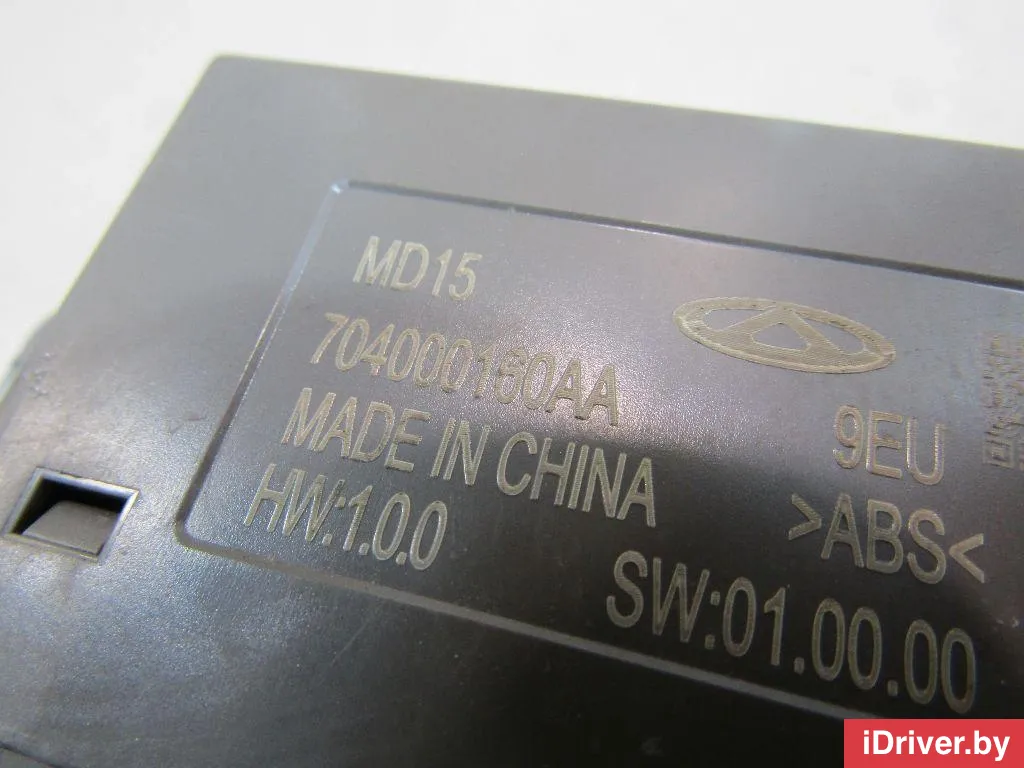 MD15
704000160AA
MADE IN CHINA
HW:1.0.0
9EU
>ABS<
SW:01.00.00
iDriver.by